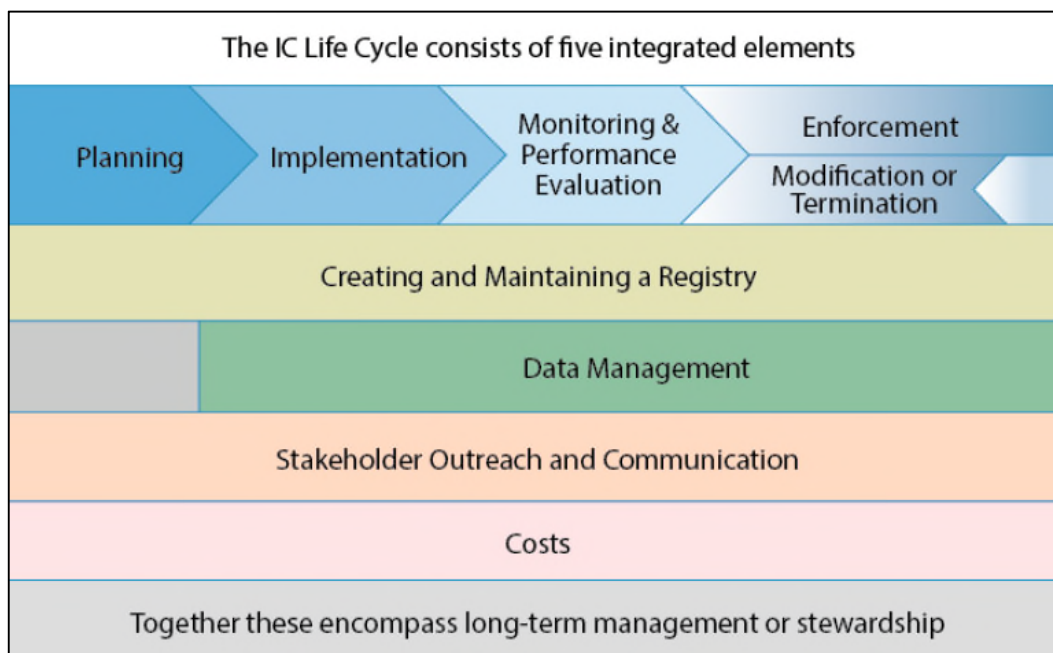 The IC Life Cycle consists of five integrated elements
Planning
Implementation
Monitoring &
Performance
Evaluation
Enforcement
Modification or
Termination
Creating and Maintaining a Registry
Data Management
Stakeholder Outreach and Communication
Costs
Together these encompass long-term management or stewardship